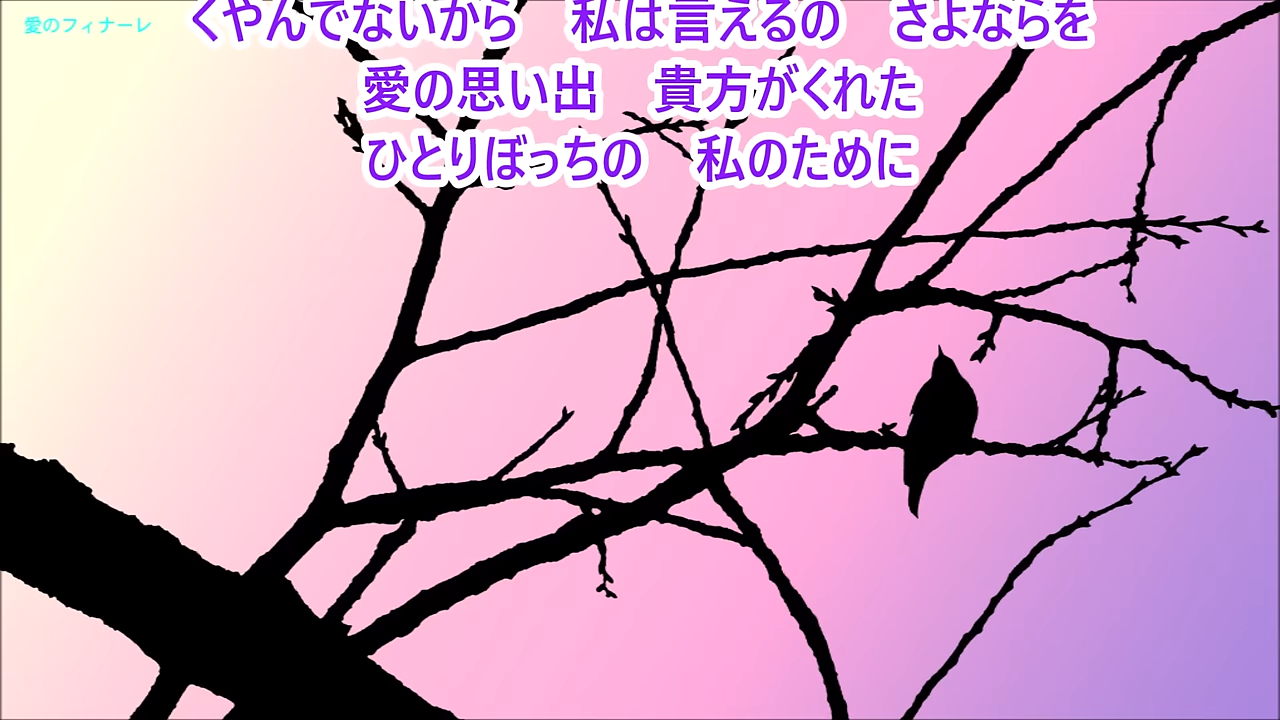 愛のフィナーレ
くやんでないから　私は言えるの　さよならを
愛の思い出　貴方がくれた
ひとりぼっちの　私のために